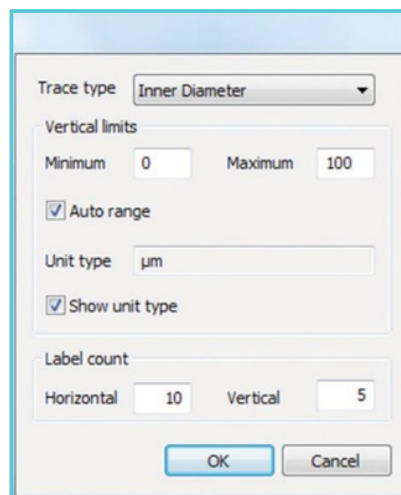 Trace type Inner Diameter
Vertical limits
Minimum 0 Maximum 100
Auto range
Unit type µm
Show unit type
Label count
Horizontal 10 Vertical 5
OK Cancel